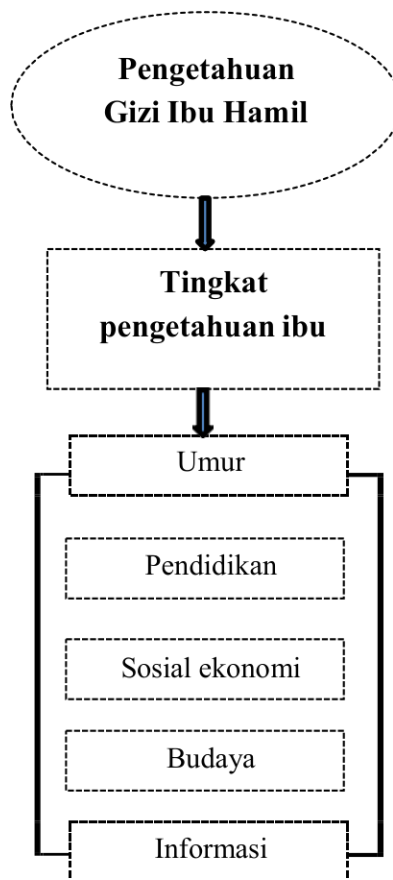 Pengetahuan
Gizi Ibu Hamil
Tingkat
pengetahuan ibu
Umur
Pendidikan
Sosial ekonomi
Budaya
Informasi